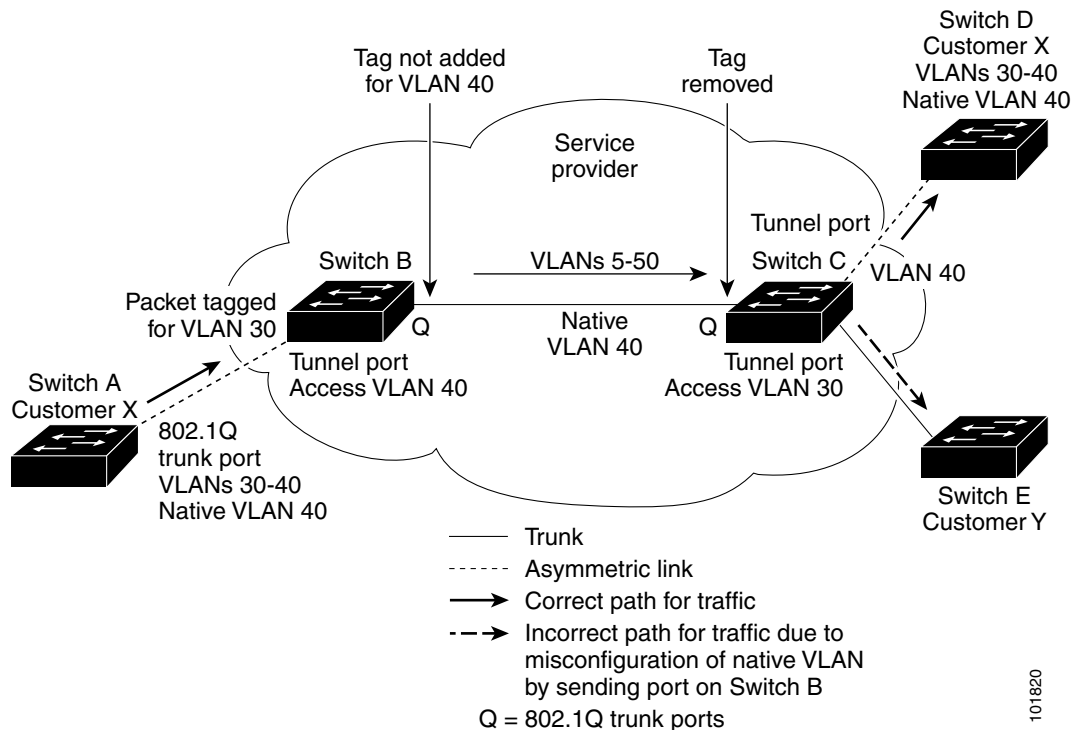 Tag not added
for VLAN 40
Tag
removed
Switch D
Customer X
VLANs 30-40
Native VLAN 40
Service
provider
Tunnel port
VLAN 40
Switch B
VLANs 5-50
Switch C
Packet tagged
for VLAN 30
Q
Native
VLAN 40
Q
Tunnel port
Access VLAN 40
Tunnel port
Access VLAN 30
Switch A
Customer X
802.1Q
trunk port
VLANs 30-40
Native VLAN 40
Switch E
Customer Y
Trunk
Asymmetric link
Correct path for traffic
Incorrect path for traffic due to
misconfiguration of native VLAN
by sending port on Switch B
Q = 802.1Q trunk ports
101820